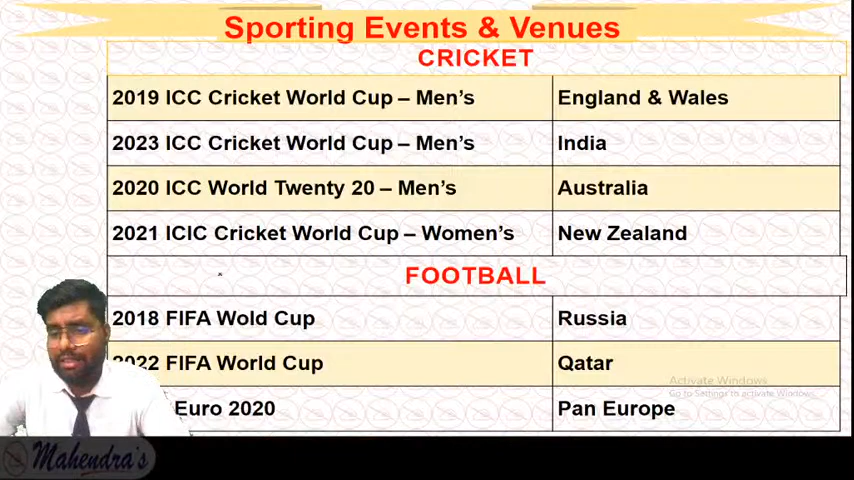 Sporting Events & Venues
CRICKET
2019 ICC Cricket World Cup – Men's England & Wales
2023 ICC Cricket World Cup – Men's India
2020 ICC World Twenty 20 – Men's Australia
2021 ICIC Cricket World Cup – Women's New Zealand
FOOTBALL
2018 FIFA Wold Cup Russia
2022 FIFA World Cup Qatar
Euro 2020 Pan Europe
Activate Windows
Go to Settings to activate Windows.
Mahendra's